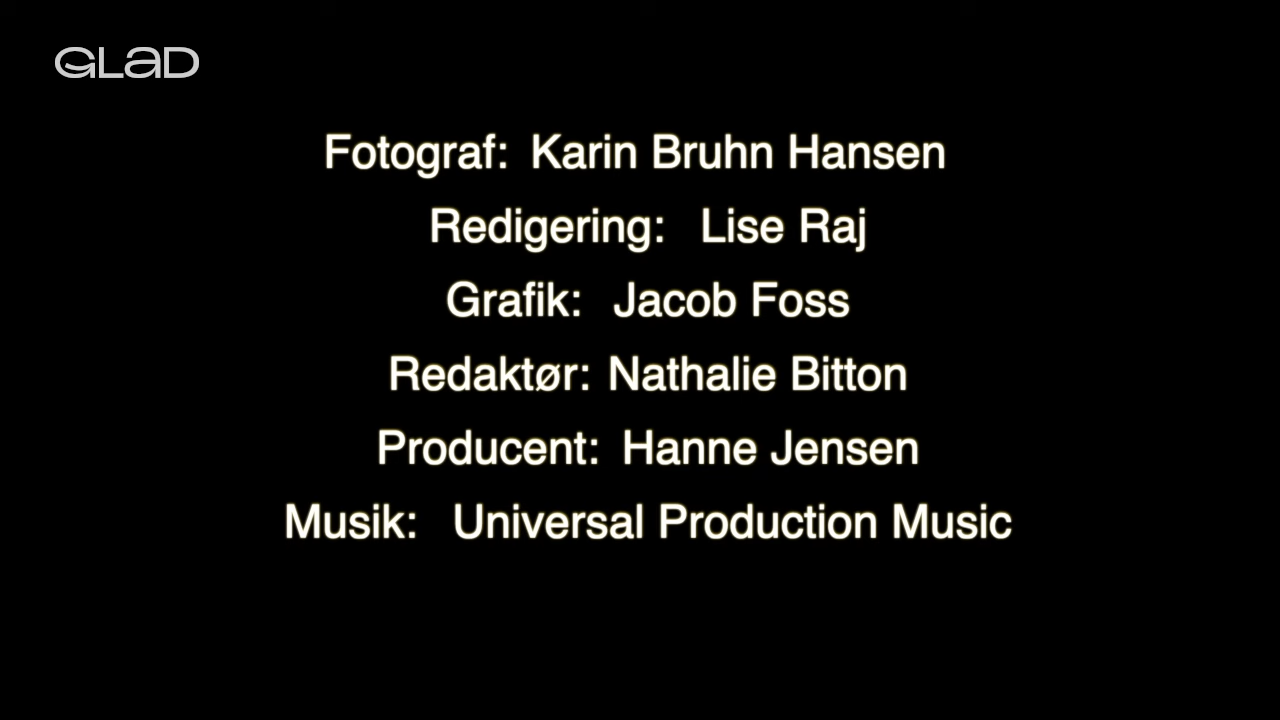 GLAD
Fotograf: Karin Bruhn Hansen
Redigering: Lise Raj
Grafik: Jacob Foss
Redaktør: Nathalie Bitton
Producent: Hanne Jensen
Musik: Universal Production Music